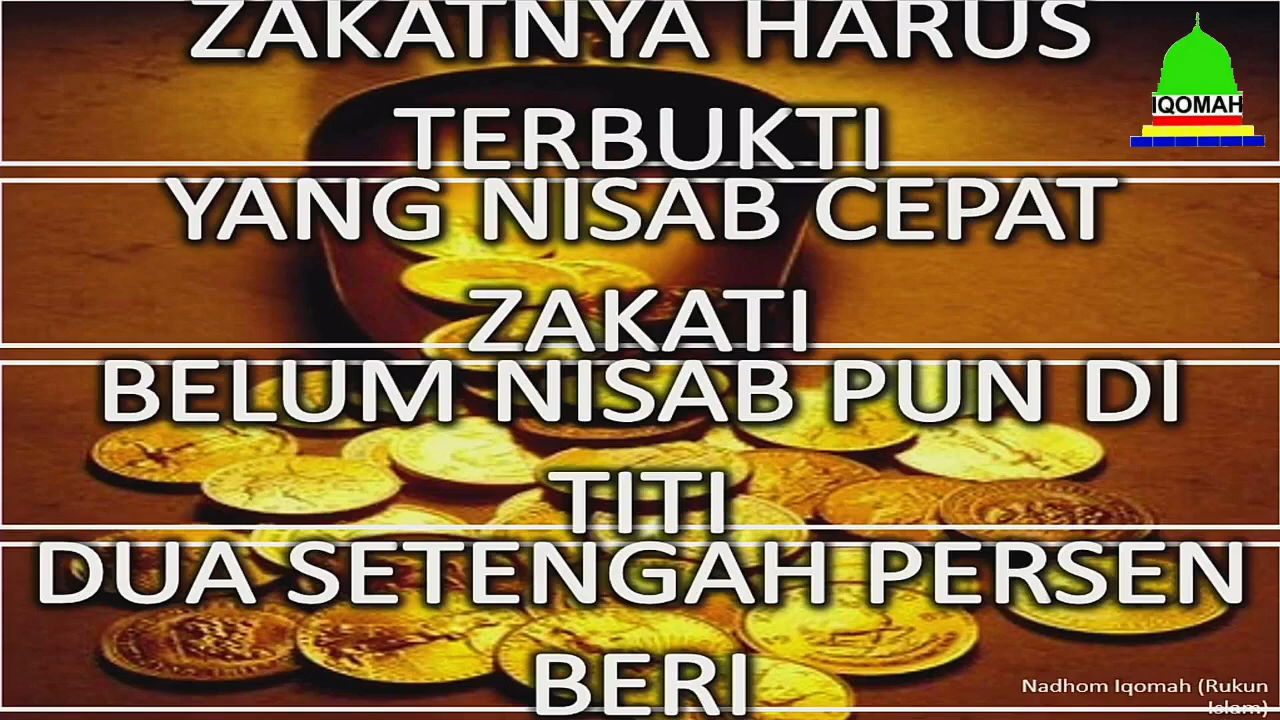 ZAKATNYA HARUS
TERBUKTI
YANG NISAB CEPAT
ZAKATI
BELUM NISAB PUN DI
TITI
DUA SETENGAH PERSEN
BERI
IQOMAH
Nadhom Iqomah (Rukun
Islam)